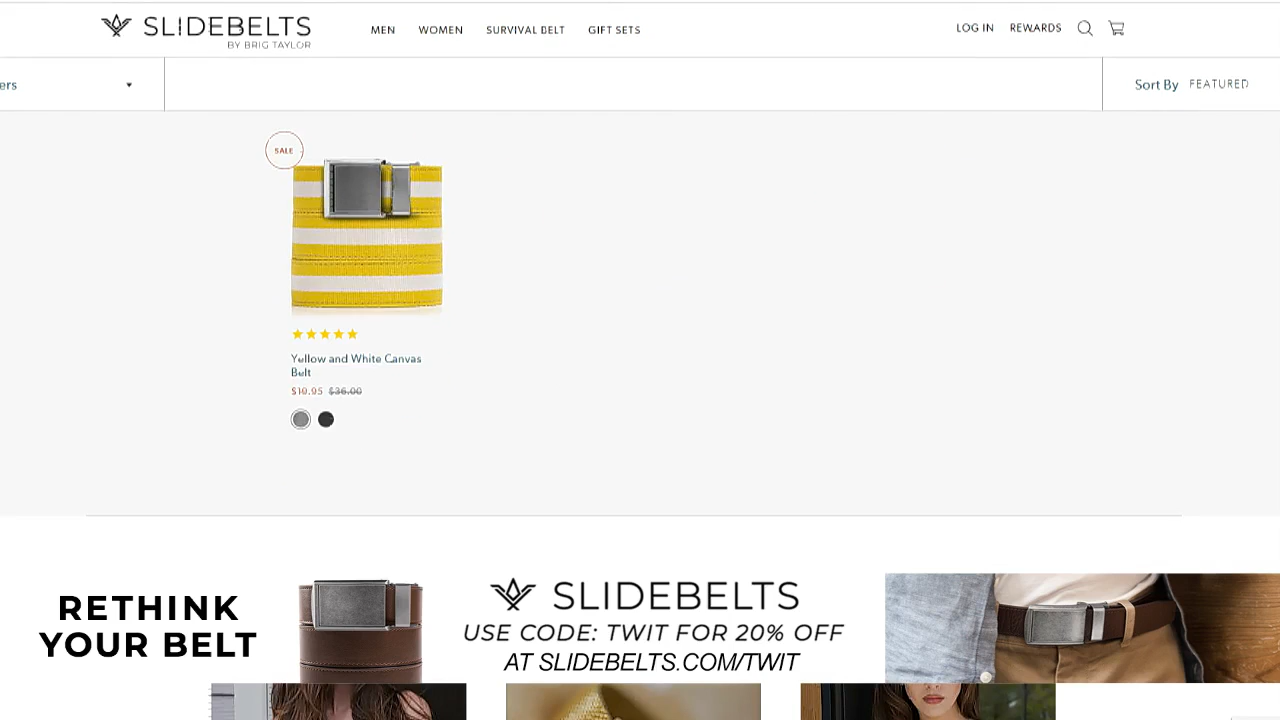 SLIDEBELTS
BY BRIG TAYLOR
MEN WOMEN SURVIVAL BELT GIFT SETS
LOG IN REWARDS
ers
Sort By FEATURED
SALE
Yellow and White Canvas
Belt
$19.95 $36.00
RETHINK
YOUR BELT
SLIDEBELTS
USE CODE: TWIT FOR 20% OFF
AT SLIDEBELTS.COM/TWIT